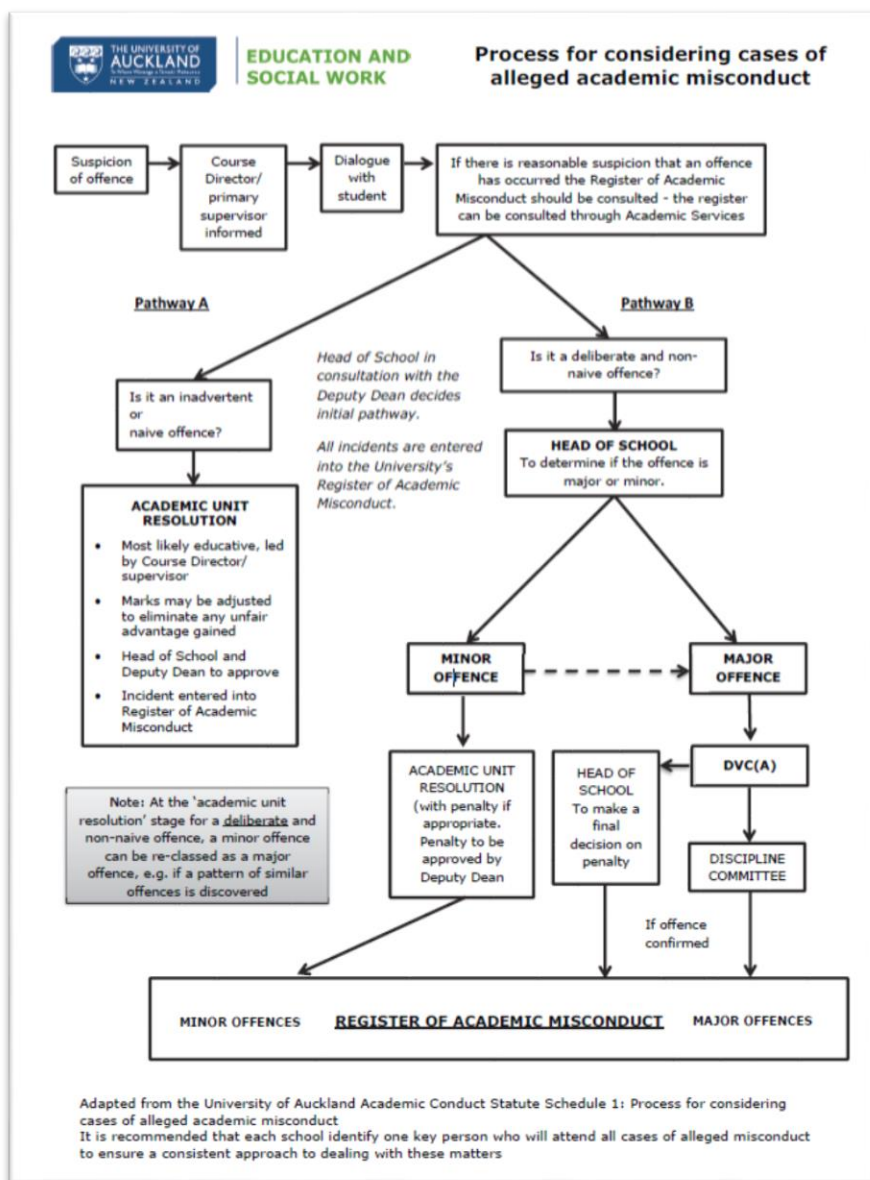 THE UNIVERSITY OF
AUCKLAND
NEW ZEALAND
EDUCATION AND
SOCIAL WORK
Process for considering cases of
alleged academic misconduct
Suspicion
of offence
Course
Director/
primary
supervisor
informed
Dialogue
with
student
If there is reasonable suspicion that an offence
has occurred the Register of Academic
Misconduct should be consulted - the register
can be consulted through Academic Services
Pathway A
Pathway B
Is it an inadvertent
or
naive offence?
Head of School in
consultation with the
Deputy Dean decides
initial pathway.
All incidents are entered
into the University's
Register of Academic
Misconduct.
Is it a deliberate and non-
naive offence?
HEAD OF SCHOOL
To determine if the offence is
major or minor.
ACADEMIC UNIT
RESOLUTION
• Most likely educative, led
by Course Director/
supervisor
• Marks may be adjusted
to eliminate any unfair
advantage gained
• Head of School and
Deputy Dean to approve
• Incident entered into
Register of Academic
Misconduct
MINOR
OFFENCE
MAJOR
OFFENCE
ACADEMIC UNIT
RESOLUTION
(with penalty if
appropriate.
Penalty to be
approved by
Deputy Dean
HEAD OF
SCHOOL
To make a
final
decision on
penalty
DVC(A)
DISCIPLINE
COMMITTEE
Note: At the 'academic unit
resolution' stage for a deliberate and
non-naive offence, a minor offence
can be re-classed as a major
offence, e.g. if a pattern of similar
offences is discovered
If offence
confirmed
MINOR OFFENCES REGISTER OF ACADEMIC MISCONDUCT MAJOR OFFENCES
Adapted from the University of Auckland Academic Conduct Statute Schedule 1: Process for considering
cases of alleged academic misconduct
It is recommended that each school identify one key person who will attend all cases of alleged misconduct
to ensure a consistent approach to dealing with these matters